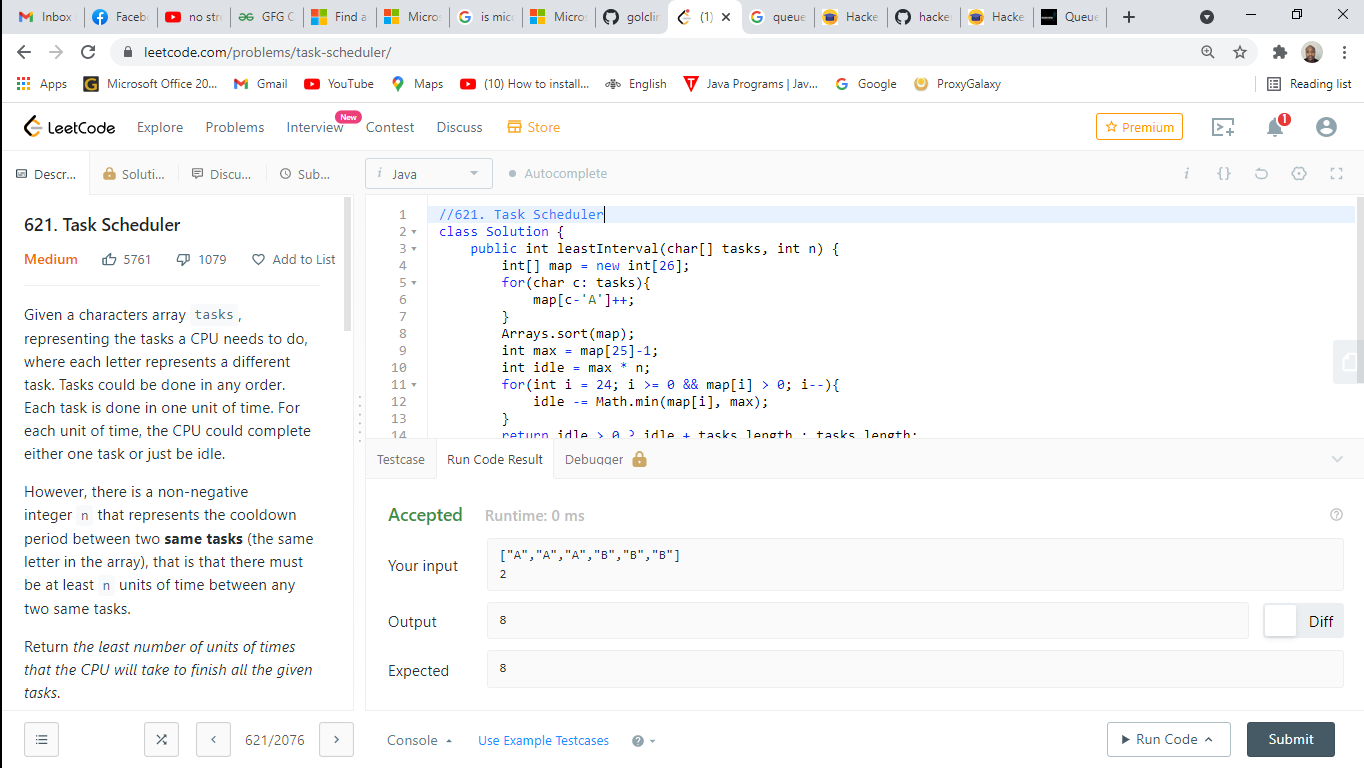 Inbox
Faceb
no str
GFG C
Find a
Micros
is mic
Micros
golclin
(1)
queue
Hacke
hacke
Hacke
Queue
leetcode.com/problems/task-scheduler/
Apps
Microsoft Office 20...
Gmail
YouTube
Maps
(10) How to install...
English
Java Programs | Jav...
Google
ProxyGalaxy
Reading list
LeetCode
Explore
Problems
Interview
New
Contest
Discuss
Store
Premium
1
Descr...
Soluti...
Discu...
Sub...
i Java
Autocomplete
i {}
621. Task Scheduler
Medium
5761
1079
Add to List
Given a characters array tasks ,
representing the tasks a CPU needs to do,
where each letter represents a different
task. Tasks could be done in any order.
Each task is done in one unit of time. For
each unit of time, the CPU could complete
either one task or just be idle.
However, there is a non-negative
integer n that represents the cooldown
period between two same tasks (the same
letter in the array), that is that there must
be at least n units of time between any
two same tasks.
Return the least number of units of times
that the CPU will take to finish all the given
tasks.
1 //621. Task Scheduler
2 class Solution {
3 public int leastInterval(char[] tasks, int n) {
4 int[] map = new int[26];
5 for(char c: tasks){
6 map[c-'A']++;
7 }
8 Arrays.sort(map);
9 int max = map[25]-1;
10 int idle = max * n;
11 for(int i = 24; i >= 0 && map[i] > 0; i--){
12 idle -= Math.min(map[i], max);
13 }
14 return idle > 0 ? idle + tasks.length : tasks.length;
Testcase
Run Code Result
Debugger
Accepted
Runtime: 0 ms
Your input
["A","A","A","B","B","B"]
2
Output
8
Diff
Expected
8
621/2076
Console
Use Example Testcases
Run Code
Submit